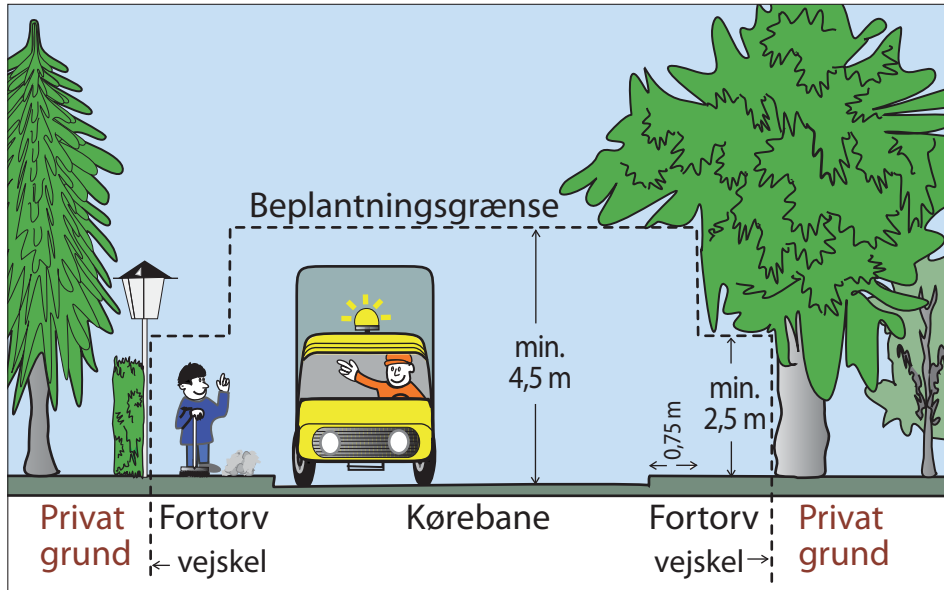 Beplantningsgrænse
min.
4,5 m
min.
2,5 m
0,75 m
Privat
grund
Fortorv
vejskel
Kørebane
Fortorv
vejskel
Privat
grund